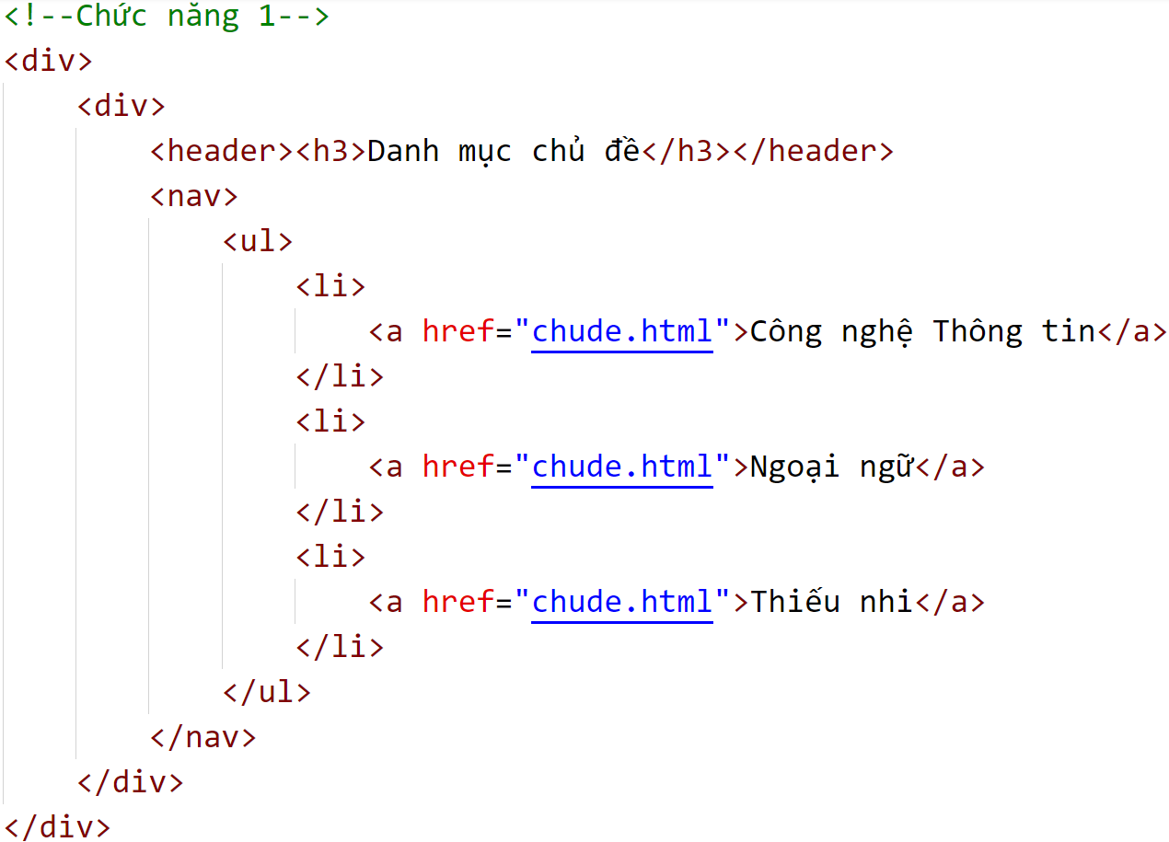 <!--Chức năng 1-->
<div>
    <div>
        <header><h3>Danh mục chủ đề</h3></header>
        <nav>
            <ul>
                <li>
                    <a href="chude.html">Công nghệ Thông tin</a>
                </li>
                <li>
                    <a href="chude.html">Ngoại ngữ</a>
                </li>
                <li>
                    <a href="chude.html">Thiếu nhi</a>
                </li>
            </ul>
        </nav>
    </div>
</div>